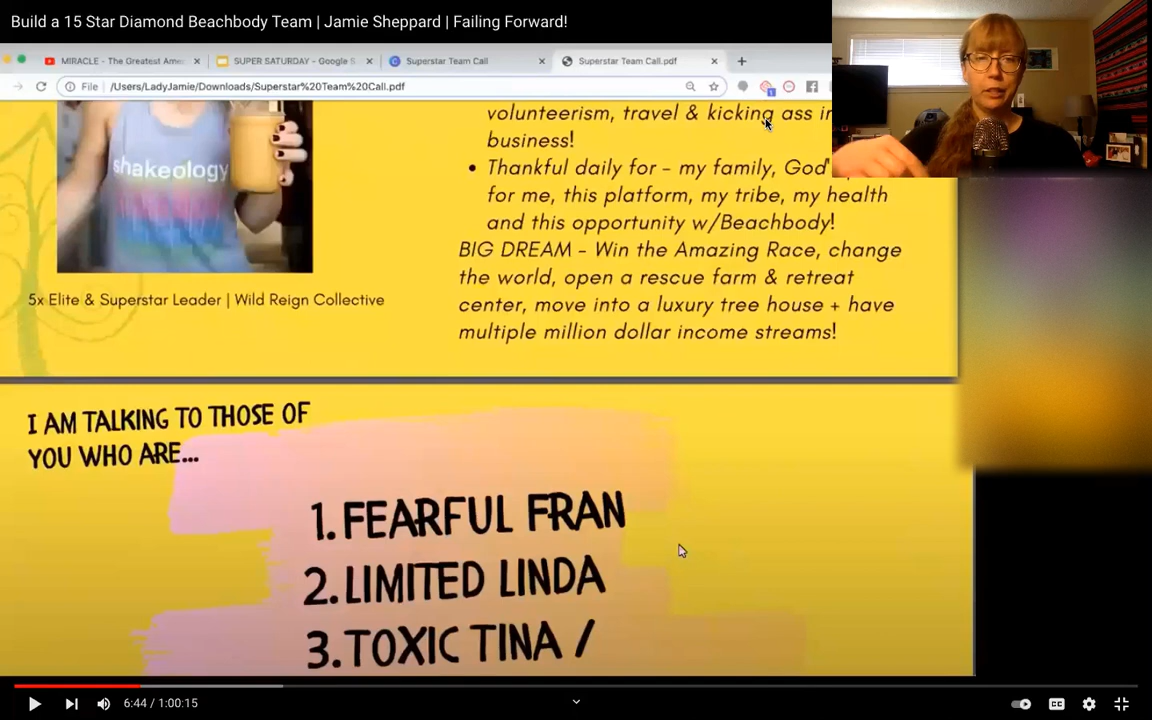 Build a 15 Star Diamond Beachbody Team | Jamie Sheppard | Failing Forward!
MIRACLE - The Greatest Ame
SUPER SATURDAY - Google S
Superstar Team Call
Superstar Team Call.pdf
File
/Users/LadyJamie/Downloads/Superstar%20Team%20Call.pdf
shakeology
5x Elite & Superstar Leader | Wild Reign Collective
volunteerism, travel & kicking ass in
business!
• Thankful daily for - my family, God'
for me, this platform, my tribe, my health
and this opportunity w/Beachbody!
BIG DREAM - Win the Amazing Race, change
the world, open a rescue farm & retreat
center, move into a luxury tree house + have
multiple million dollar income streams!
I AM TALKING TO THOSE OF
YOU WHO ARE...
1. FEARFUL FRAN
2. LIMITED LINDA
3. TOXIC TINA /
6:44 / 1:00:15
CC